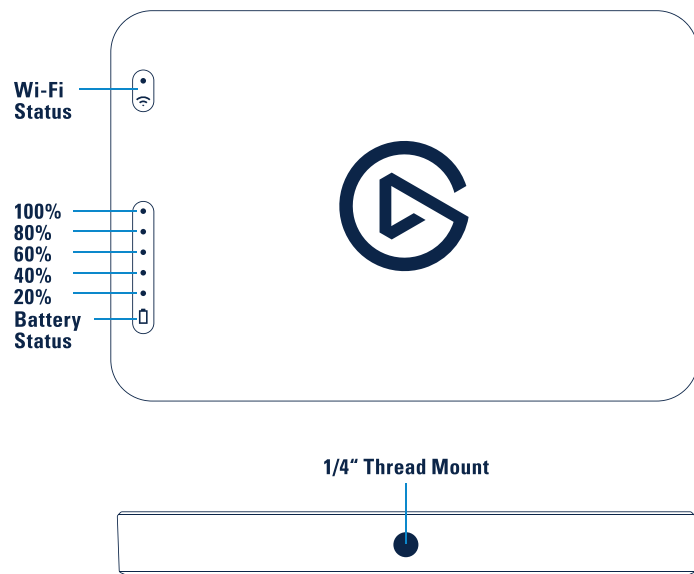 Wi-Fi
Status
100%
80%
60%
40%
20%
Battery
Status
1/4“ Thread Mount